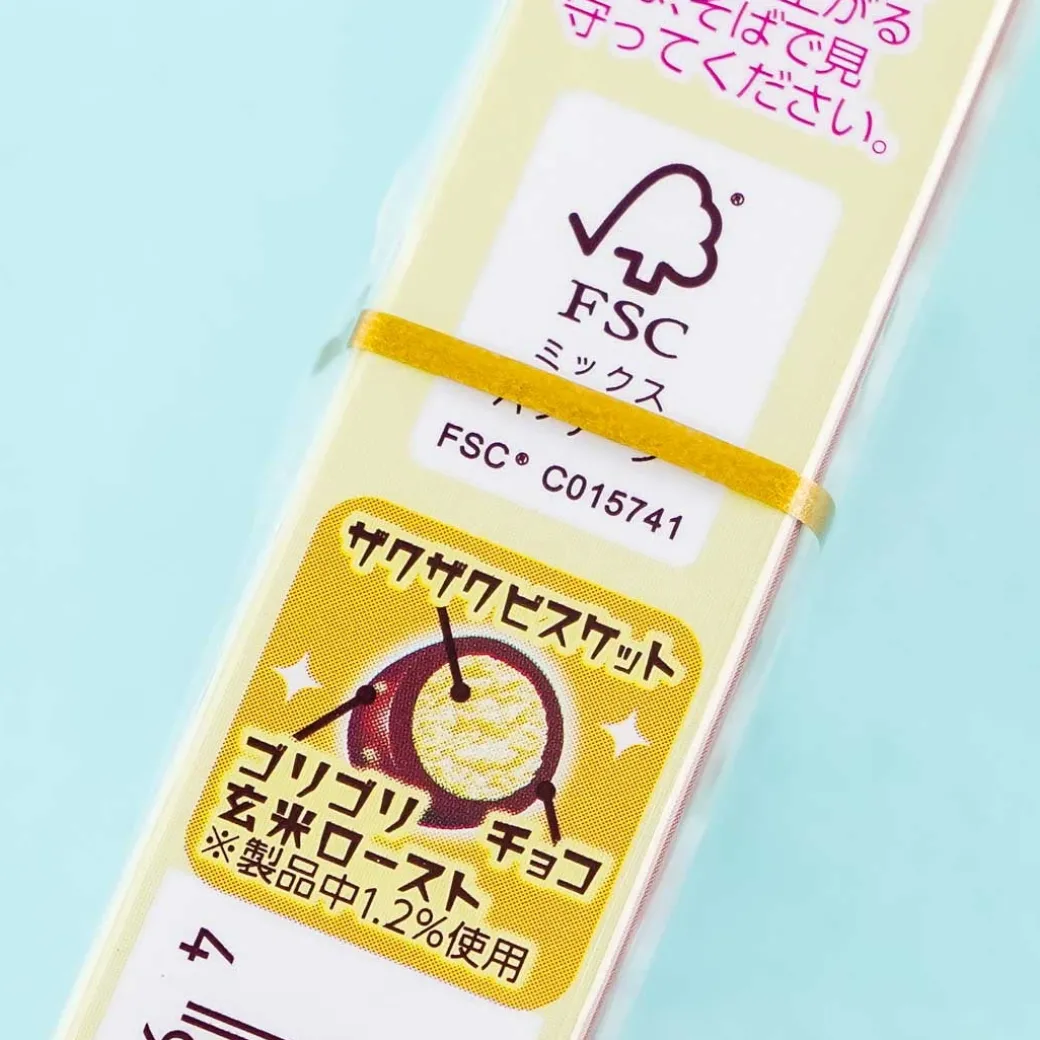 がる
そばで見
守ってください。
FSC®
ミックス
FSC® C015741
ザクザクビスケット
ゴリゴリ
玄米ロースト
チョコ
※製品中1.2%使用
4